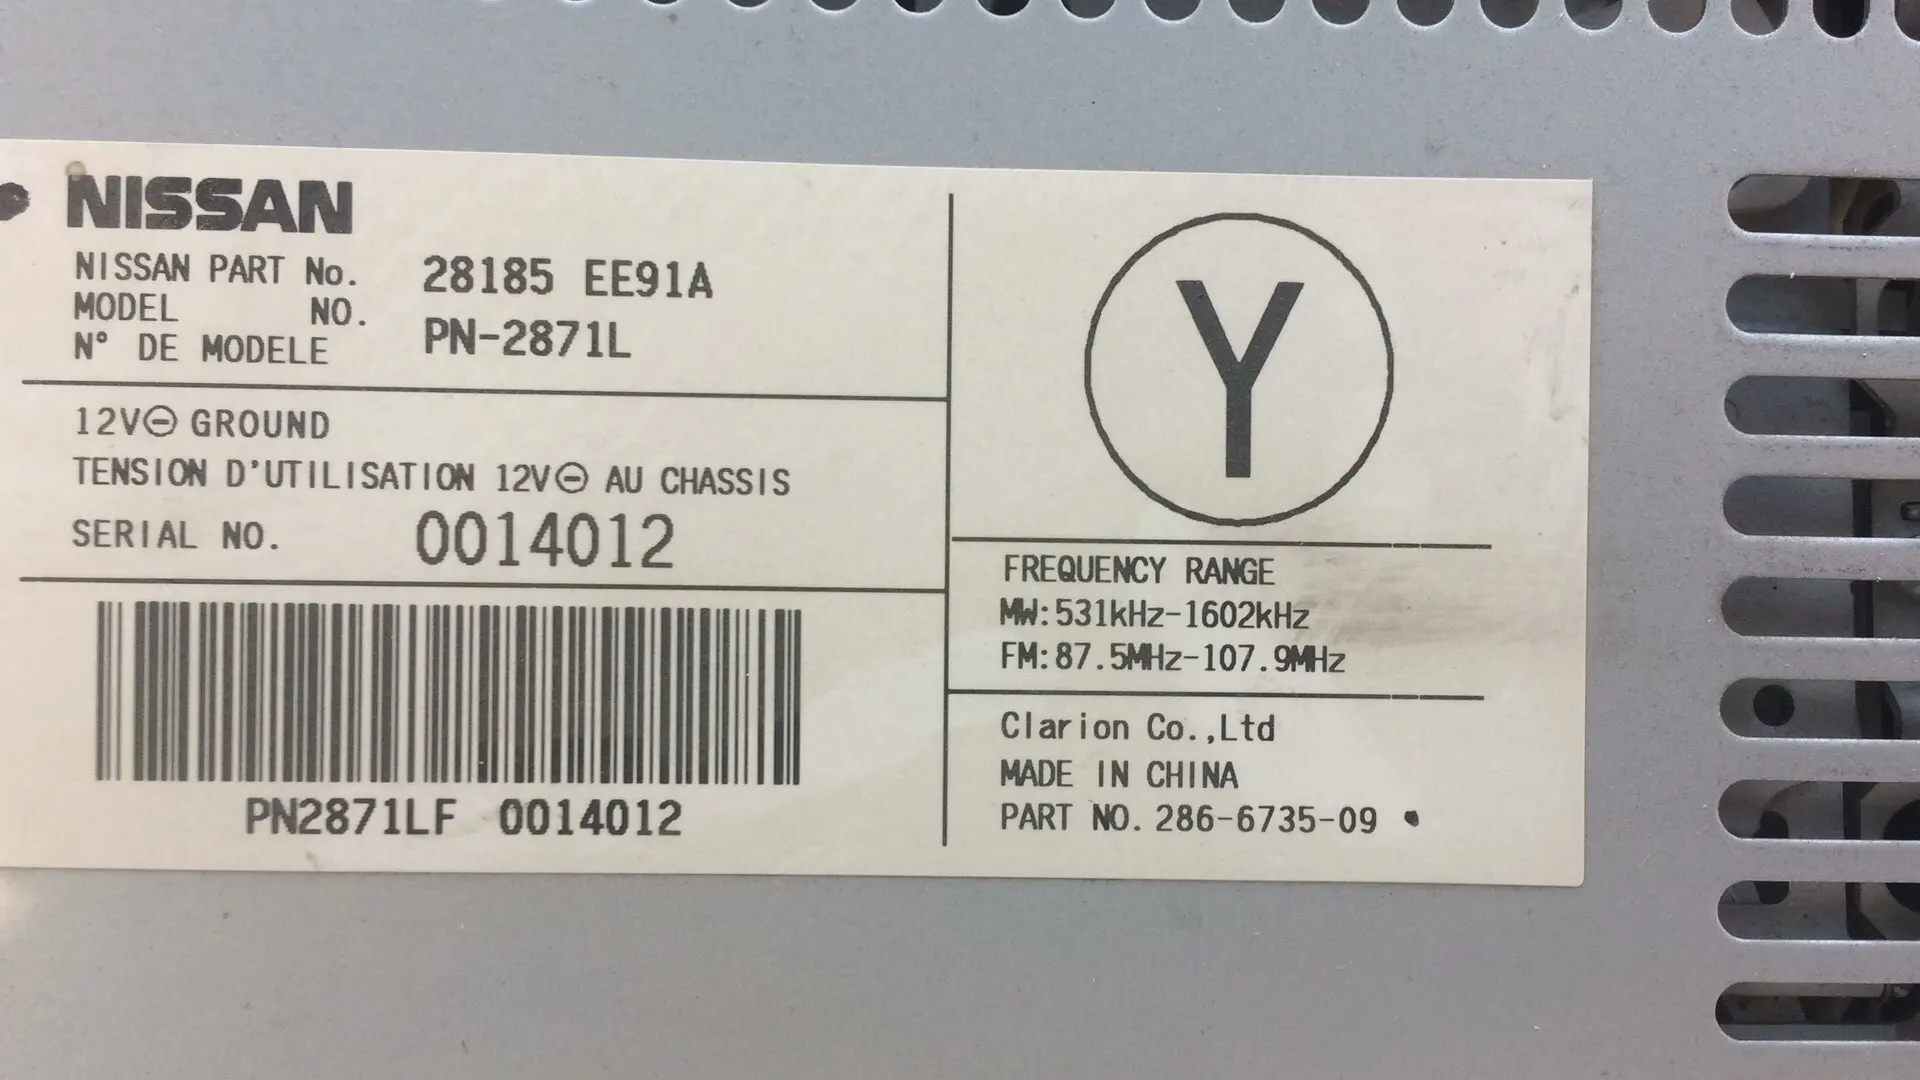 NISSAN
NISSAN PART No. 28185 EE91A
MODEL NO. PN-2871L
N° DE MODELE
12V⊖ GROUND
TENSION D'UTILISATION 12V⊖ AU CHASSIS
SERIAL NO. 0014012
PN2871LF 0014012
Y
FREQUENCY RANGE
MW:531kHz-1602kHz
FM:87.5MHz-107.9MHz
Clarion Co.,Ltd
MADE IN CHINA
PART NO. 286-6735-09